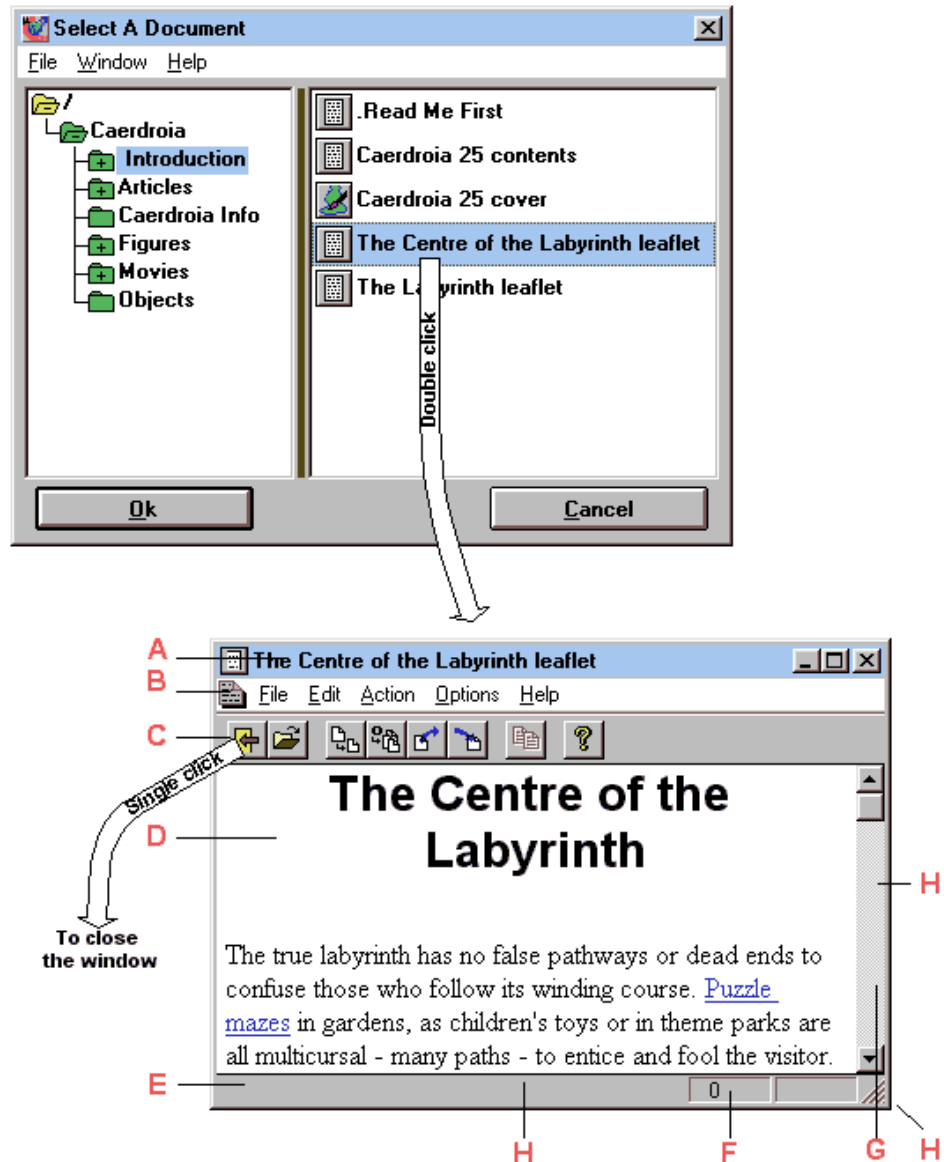 Select A Document
File Window Help
/
Caerdroia
Introduction
Articles
Caerdroia Info
Figures
Movies
Objects
.Read Me First
Caerdroia 25 contents
Caerdroia 25 cover
The Centre of the Labyrinth leaflet
The La yrinth leaflet
Double click
Ok
Cancel
A
The Centre of the Labyrinth leaflet
B
File Edit Action Options Help
C
Single click
The Centre of the
Labyrinth
D
H
To close
the window
The true labyrinth has no false pathways or dead ends to
confuse those who follow its winding course. Puzzle
mazes in gardens, as children's toys or in theme parks are
all multicursal - many paths - to entice and fool the visitor.
E
0
H
F
G
H